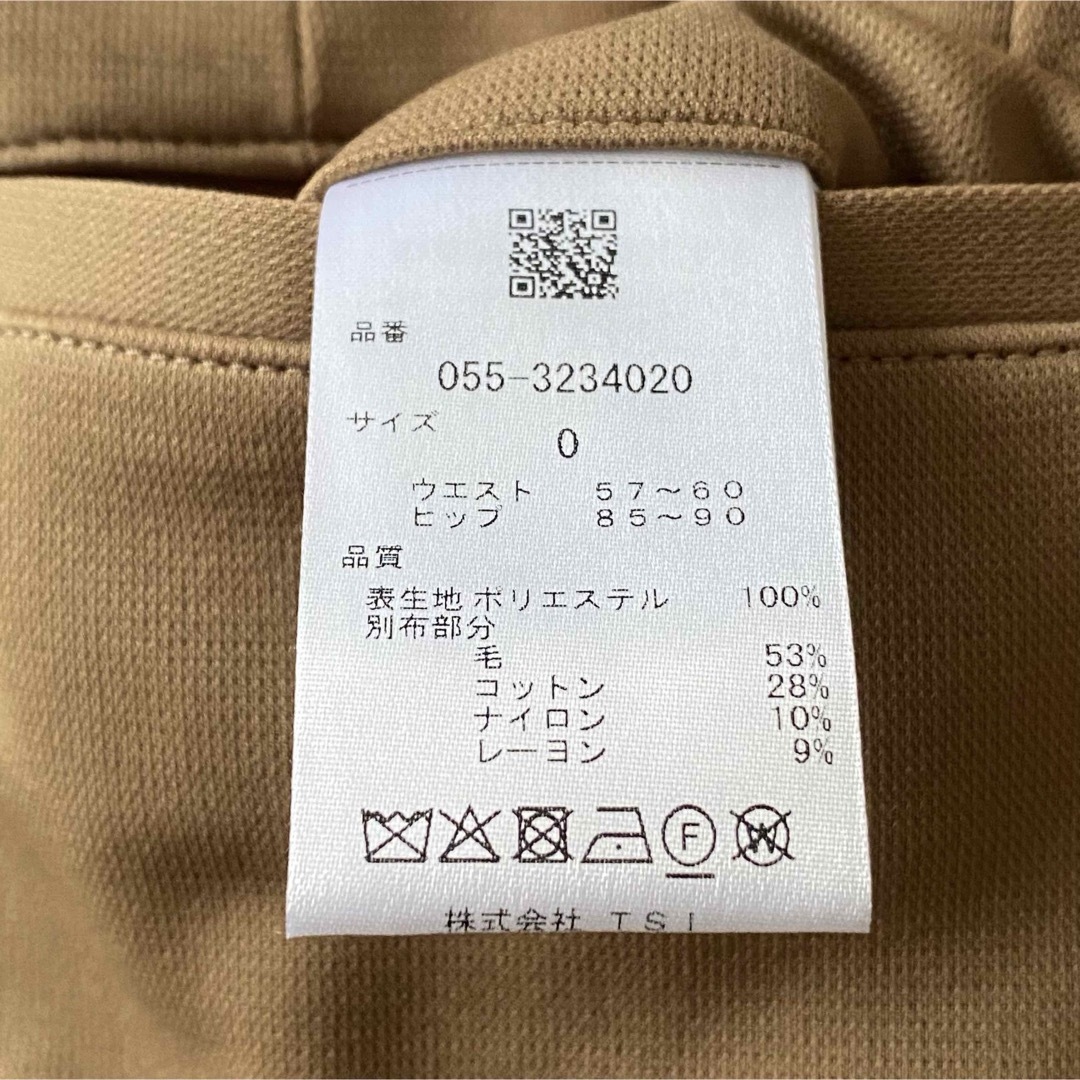 品番
055-3234020
サイズ
0
ウエスト 57～60
ヒップ 85～90
品質
表生地 ポリエステル 100%
別布部分
毛 53%
コットン 28%
ナイロン 10%
レーヨン 9%
F W
株式会社 TSI